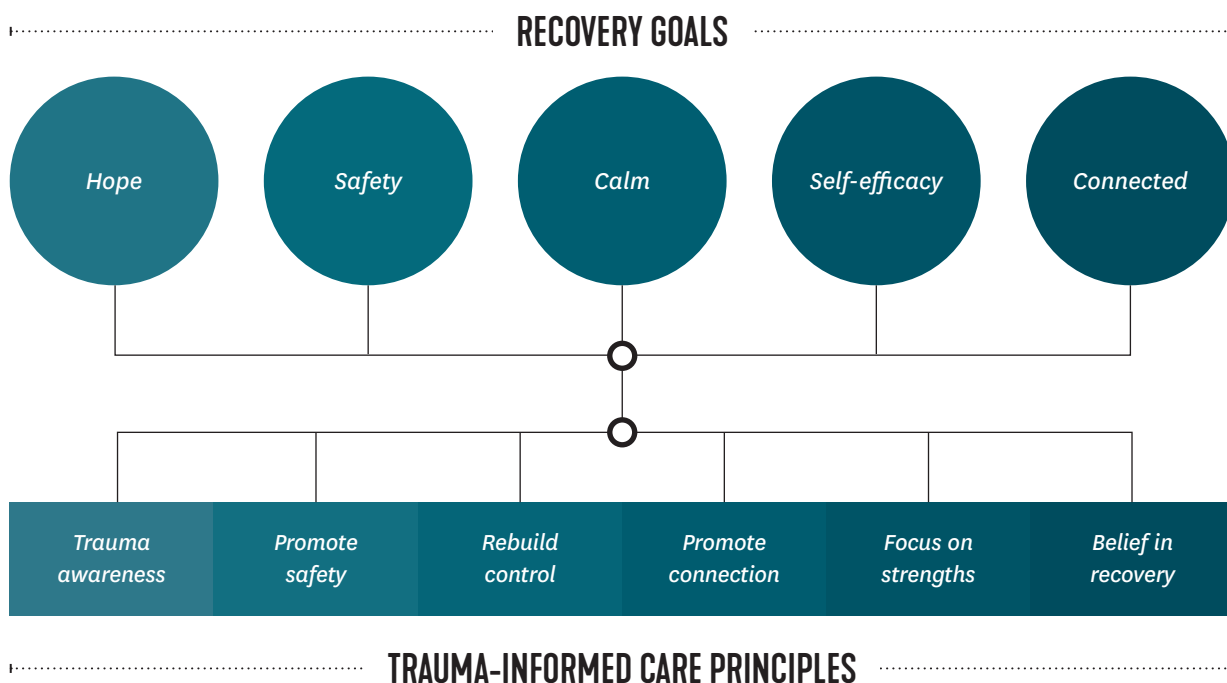 RECOVERY GOALS
Hope
Safety
Calm
Self-efficacy
Connected
Trauma
awareness
Promote
safety
Rebuild
control
Promote
connection
Focus on
strengths
Belief in
recovery
TRAUMA-INFORMED CARE PRINCIPLES